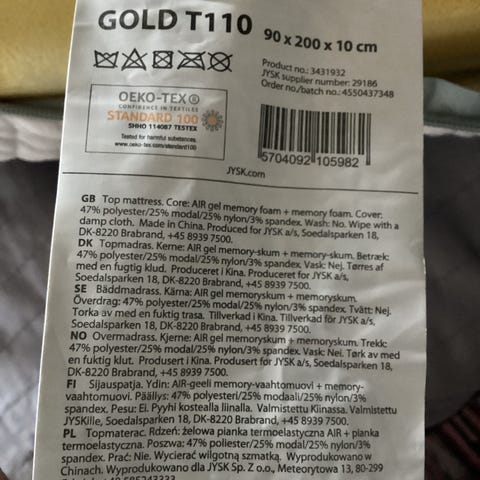 GOLD T110 90 x 200 x 10 cm
Product no.: 3431932
JYSK supplier number: 29186
Order no./batch no.: 4550437348
OEKO-TEX®
CONFIDENCE IN TEXTILES
STANDARD 100
SHHO 114087 TESTEX
Tested for harmful substances.
www.oeko-tex.com/standard100
5704092 105982
JYSK.com
GB Top mattress. Core: AIR gel memory foam + memory foam. Cover:
47% polyester/25% modal/25% nylon/3% spandex. Wash: No. Wipe with a
damp cloth. Made in China. Produced for JYSK a/s, Soedalsparken 18,
DK-8220 Brabrand, +45 8939 7500.
DK Topmadras. Kerne: AIR gel memory-skum + memory-skum. Betræk:
47% polyester/25% modal/25% nylon/3% spandex. Vask: Nej. Tørres af
med en fugtig klud. Produceret i Kina. Produceret for JYSK a/s,
Soedalsparken 18, DK-8220 Brabrand, +45 8939 7500.
SE Bäddmadrass. Kärna: AIR gel memoryskum + memoryskum.
Överdrag: 47% polyester/25% modal/25% nylon/3% spandex. Tvätt: Nej.
Torka av med en fuktig trasa. Tillverkad i Kina. Tillverkad för JYSK a/s,
Soedalsparken 18, DK-8220 Brabrand, +45 8939 7500.
NO Overmadrass. Kjerne: AIR gel memoryskum + memoryskum. Trekk:
47% polyester/25% modal/25% nylon/3% spandex. Vask: Nei. Tørk av med
en fuktig klut. Produsert i Kina. Produsert for JYSK a/s, Soedalsparken 18,
DK-8220 Brabrand, +45 8939 7500.
FI Sijauspatja. Ydin: AIR-geeli memory-vaahtomuovi + memory-
vaahtomuovi. Päällys: 47% polyesteri/25% modaali/25% nylon/3%
spandex. Pesu: Ei. Pyyhi kostealla liinalla. Valmistettu Kiinassa. Valmistettu
JYSKille, Soedalsparken 18, DK-8220 Brabrand, +45 8939 7500.
PL Topmaterac. Rdzeń: żelowa pianka termoelastyczna AIR + pianka
termoelastyczna. Poszwa: 47% poliester/25% modal/25% nylon/3%
spandex. Prać: Nie. Wycierać wilgotną szmatką. Wyprodukowano w
Chinach. Wyprodukowano dla JYSK Sp. Z o.o., Meteorytowa 13, 80-299